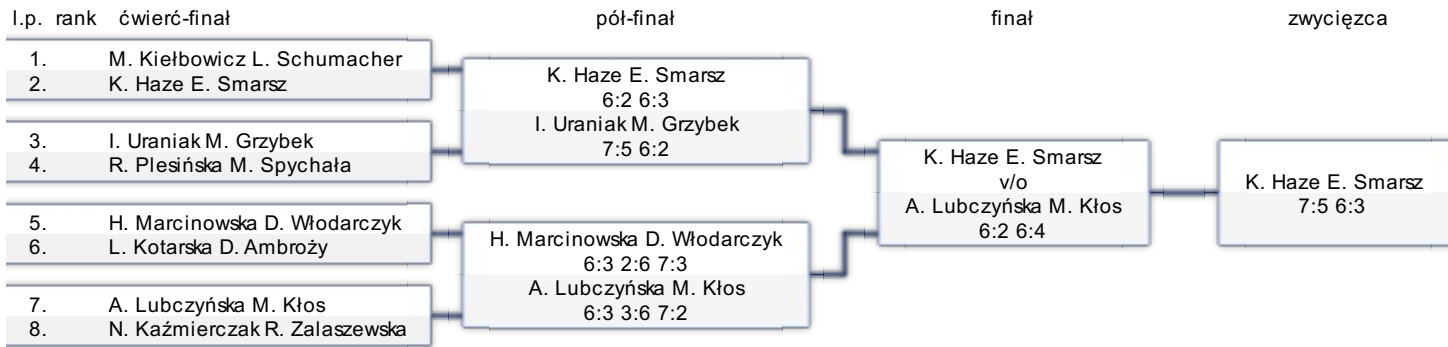 l.p. rank ćwierć-finał pół-finał finał zwycięzca
1. M. Kiełbowicz L. Schumacher
2. K. Haze E. Smarsz
3. I. Uraniak M. Grzybek
4. R. Plesińska M. Spychała
5. H. Marcinowska D. Włodarczyk
6. L. Kotarska D. Ambroży
7. A. Lubczyńska M. Kłos
8. N. Kaźmierczak R. Zalaszewska
K. Haze E. Smarsz
6:2 6:3
I. Uraniak M. Grzybek
7:5 6:2
H. Marcinowska D. Włodarczyk
6:3 2:6 7:3
A. Lubczyńska M. Kłos
6:3 3:6 7:2
K. Haze E. Smarsz
v/o
A. Lubczyńska M. Kłos
6:2 6:4
K. Haze E. Smarsz
7:5 6:3